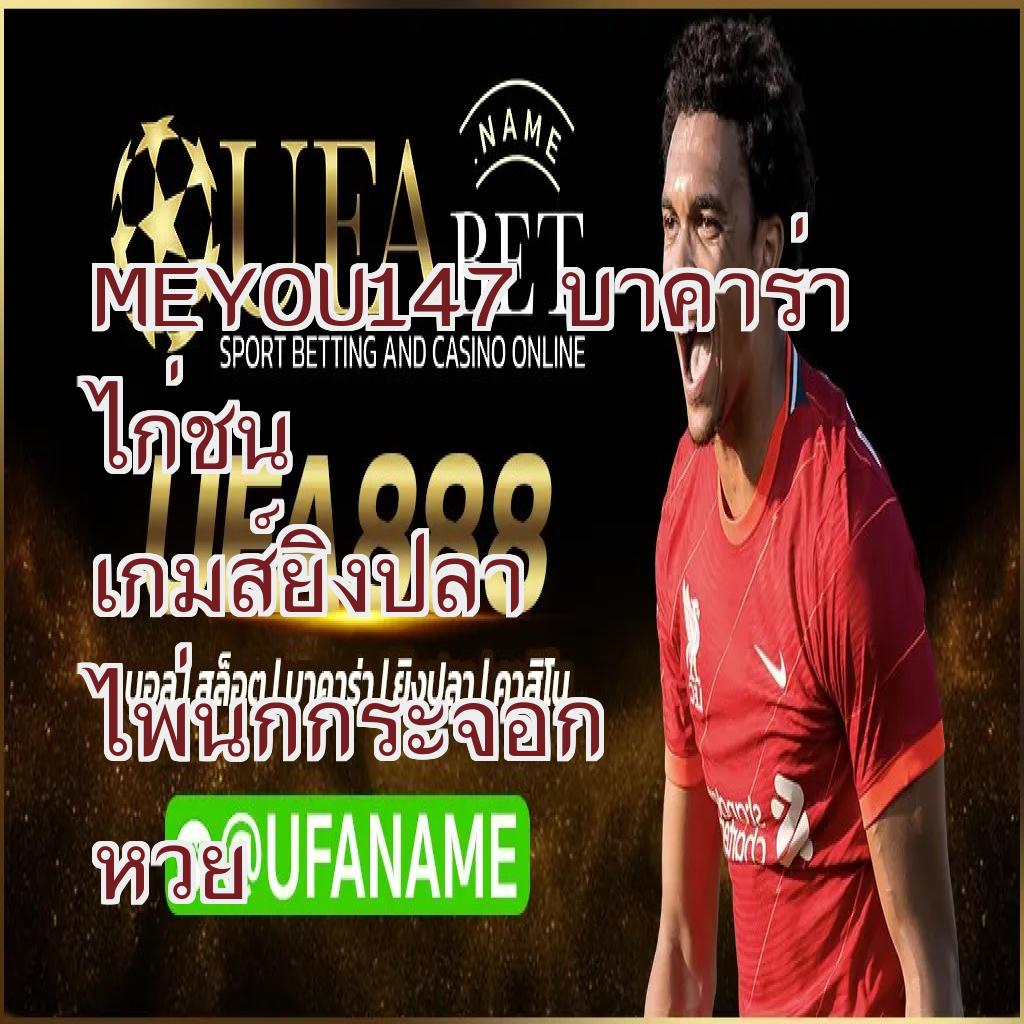 .NAME
UFA BET
MEYOU147 บาคาร่า
SPORT BETTING AND CASINO ONLINE
ไก่ชน
UFA888
เกมส์ยิงปลา
บอล | สล็อต | บาคาร่า | ยิงปลา | คาสิโน
ไพ่นกกระจอก
หวย
@UFANAME